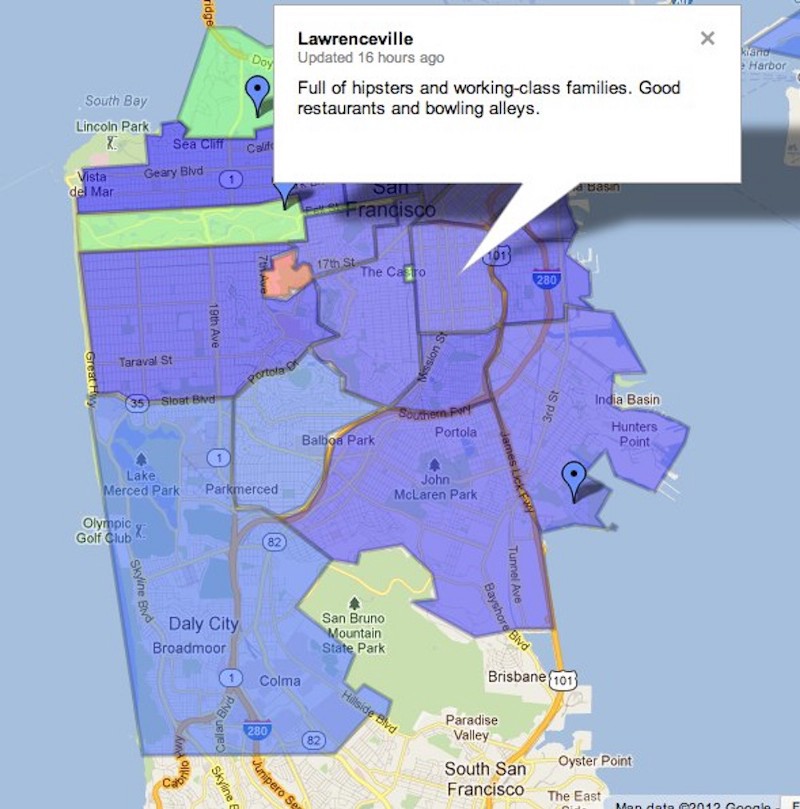 ridge
Doy
Lawrenceville
Updated 16 hours ago
Full of hipsters and working-class families. Good
restaurants and bowling alleys.
kland
e Harbor
South Bay
Lincoln Park
Sea Cliff
Califo
Geary Blvd
1
Vista
del Mar
San
Francisco
Fell St
a Basin
7th Ave
17th St
The Castro
101
280
19th Ave
Great Hwy
Taraval St
Portola Dr
Mission St
35
Sloat Blvd
Southern Fwy
3rd St
India Basin
Hunters
Point
Balboa Park
Portola
1
Lake
Merced Park
Parkmerced
John
McLaren Park
James Lick Fwy
Olympic
Golf Club
82
Skyline Blvd
Tunnel Ave
Bayshore Blvd
Daly City
Broadmoor
San Bruno
Mountain
State Park
Brisbane
101
1
Colma
Hillside Blvd
Callan Blvd
280
82
Paradise
Valley
South San
Francisco
Oyster Point
The East
Skyline B
Junipero Ser
Map data ©2012 Google -